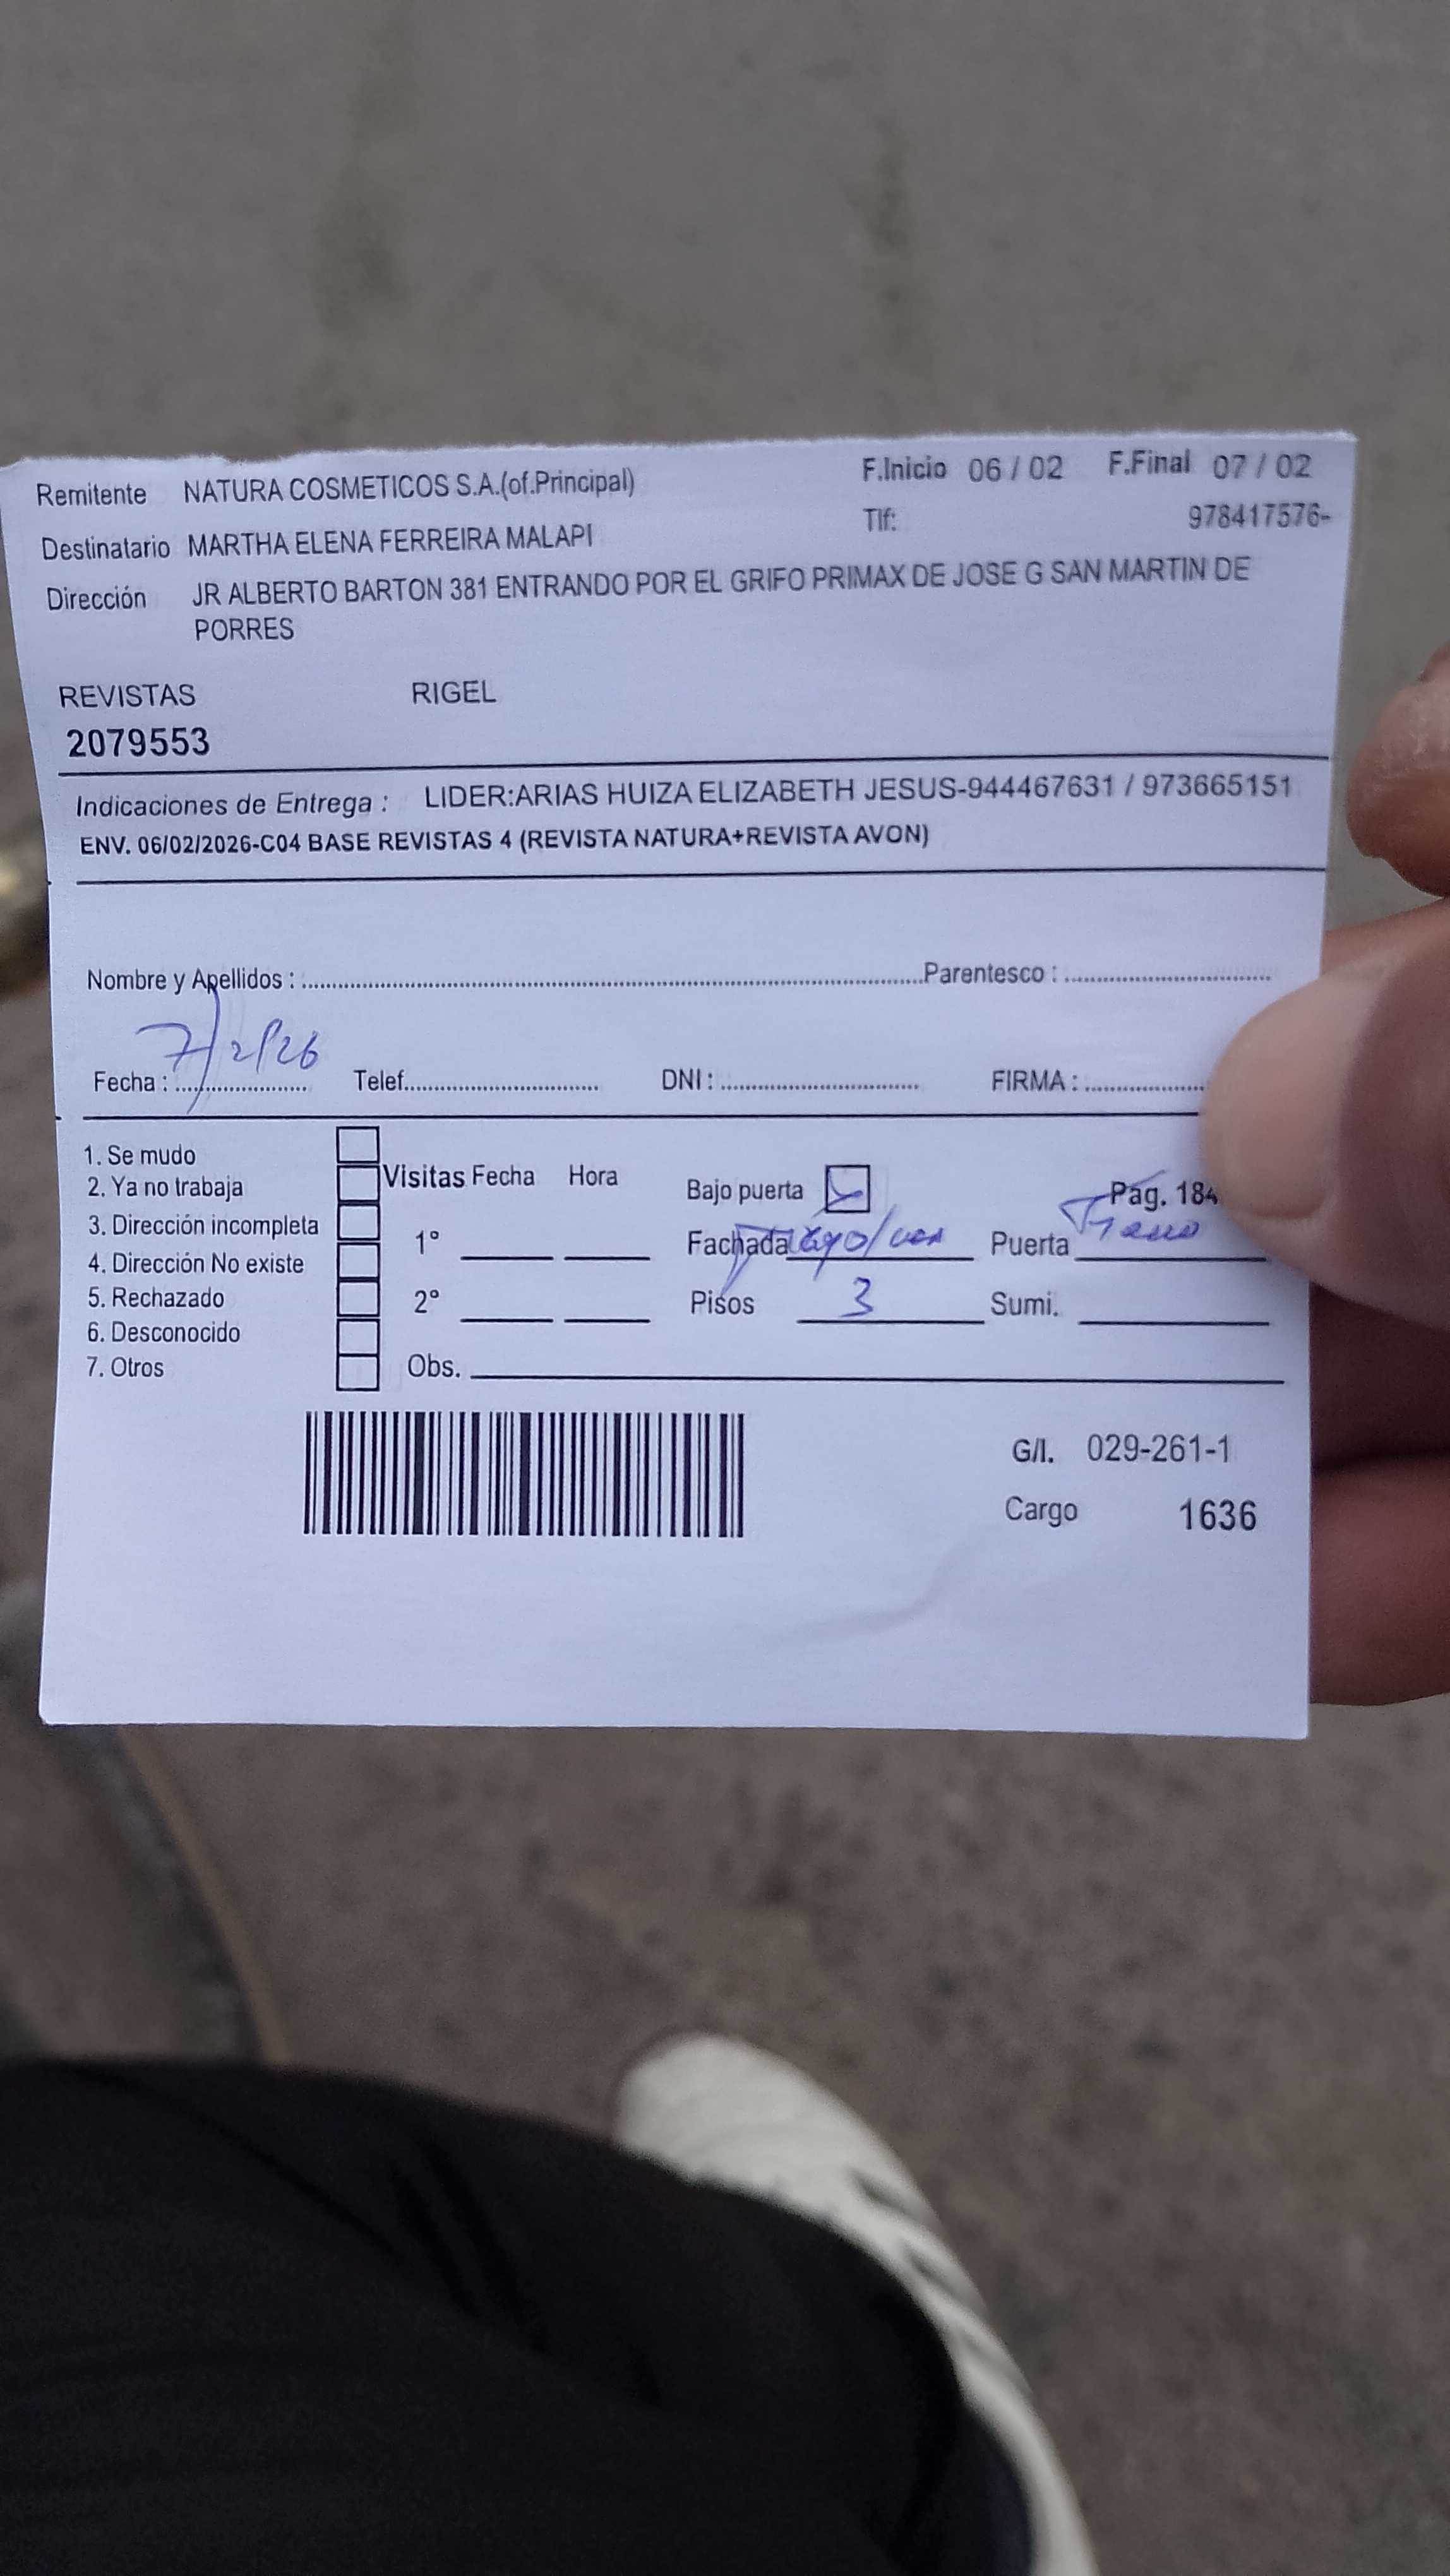 Remitente NATURA COSMETICOS S.A.(of.Principal) F.Inicio 06 / 02 F.Final 07 / 02
Destinatario MARTHA ELENA FERREIRA MALAPI Tlf: 978417576-
Dirección JR ALBERTO BARTON 381 ENTRANDO POR EL GRIFO PRIMAX DE JOSE G SAN MARTIN DE
PORRES
REVISTAS RIGEL
2079553
Indicaciones de Entrega : LIDER:ARIAS HUIZA ELIZABETH JESUS-944467631 / 973665151
ENV. 06/02/2026-C04 BASE REVISTAS 4 (REVISTA NATURA+REVISTA AVON)
Nombre y Apellidos : Parentesco :
Fecha : 7/2/26 Telef. DNI : FIRMA :
1. Se mudo
2. Ya no trabaja Visitas Fecha Hora Bajo puerta Pag. 184
3. Dirección incompleta
4. Dirección No existe 1° Fachada Puerta
5. Rechazado 2° Pisos 3 Sumi.
6. Desconocido
7. Otros Obs.
G/I. 029-261-1
Cargo 1636